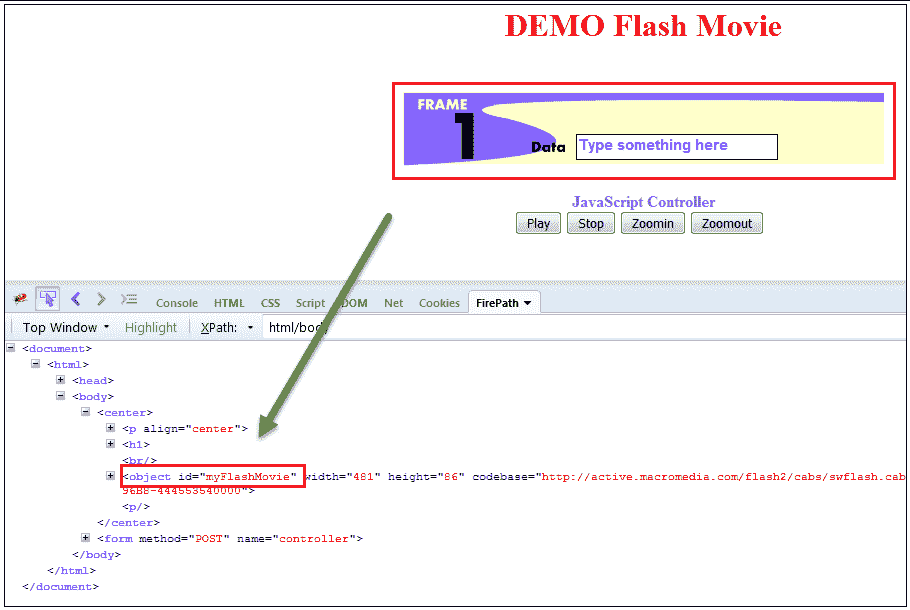 DEMO Flash Movie
FRAME
1
Data Type something here
JavaScript Controller
Play Stop Zoomin Zoomout
Console HTML CSS Script DOM Net Cookies FirePath
Top Window Highlight XPath: html/body
<document>
<html>
<head>
<body>
<center>
<p align="center">
<h1>
<br/>
<object id="myFlashMovie" width="481" height="86" codebase="http://active.macromedia.com/flash2/cabs/swflash.cab
96B8-444553540000">
<p/>
</center>
<form method="POST" name="controller">
</body>
</html>
</document>